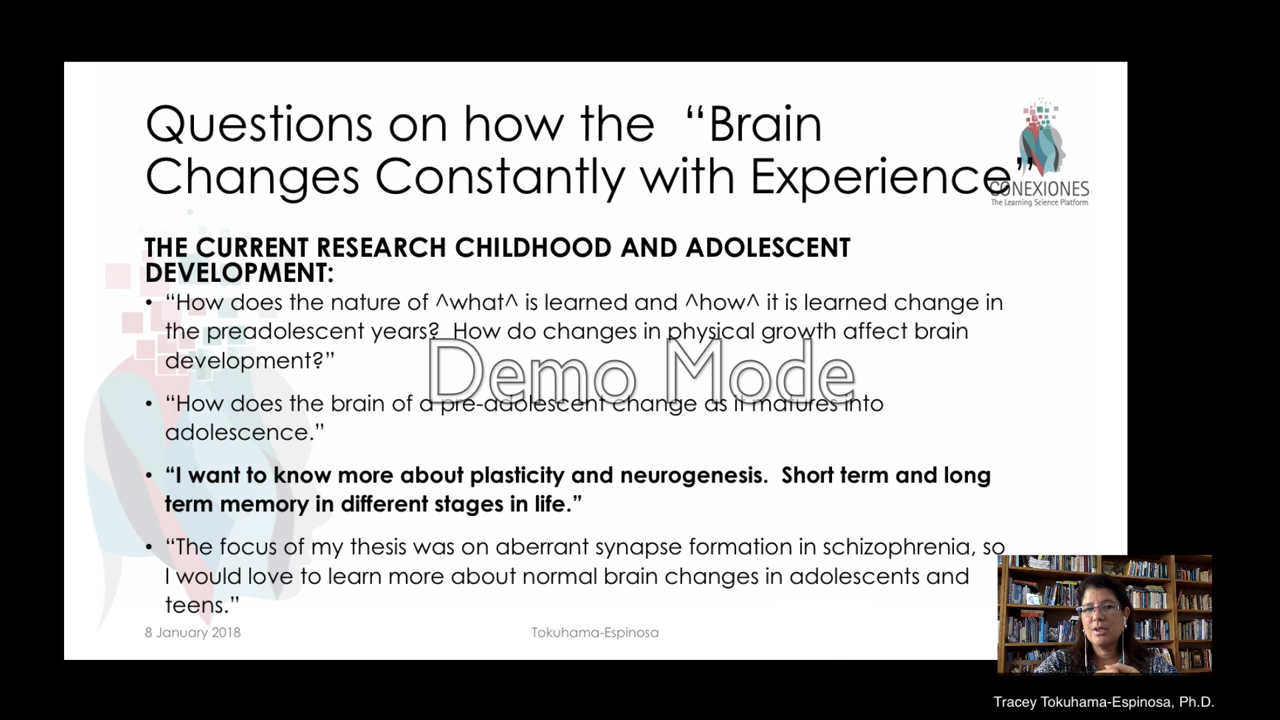 Questions on how the “Brain
Changes Constantly with Experience”
CONEXIONES
The Learning Science Platform
THE CURRENT RESEARCH CHILDHOOD AND ADOLESCENT
DEVELOPMENT:
• “How does the nature of ^what^ is learned and ^how^ it is learned change in
the preadolescent years?  How do changes in physical growth affect brain
development?”
Demo Mode
• “How does the brain of a pre-adolescent change as it matures into
adolescence.”
• “I want to know more about plasticity and neurogenesis.  Short term and long
term memory in different stages in life.”
• “The focus of my thesis was on aberrant synapse formation in schizophrenia, so
I would love to learn more about normal brain changes in adolescents and
teens.”
8 January 2018
Tokuhama-Espinosa
Tracey Tokuhama-Espinosa, Ph.D.